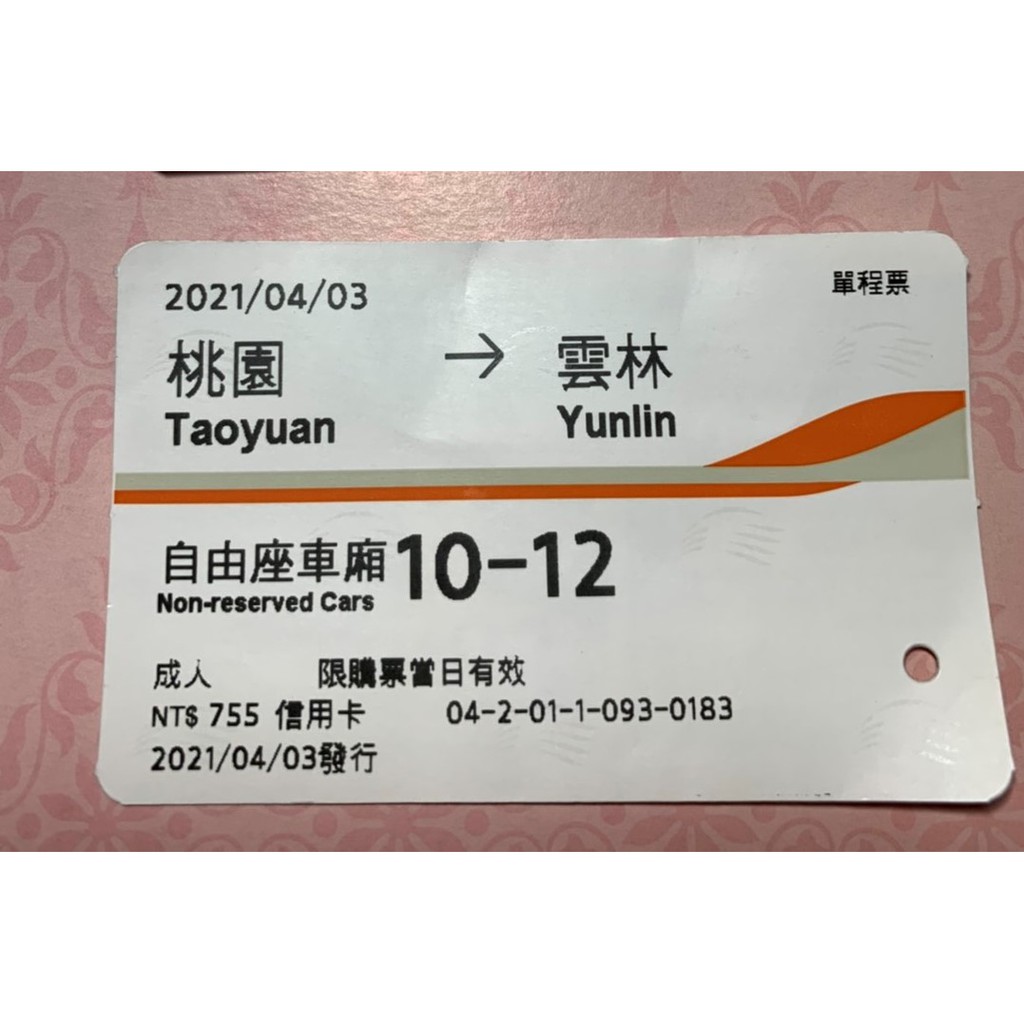 2021/04/03 單程票
桃園 → 雲林
Taoyuan Yunlin
自由座車廂 10-12
Non-reserved Cars
成人 限購票當日有效
NT$ 755 信用卡 04-2-01-1-093-0183
2021/04/03發行